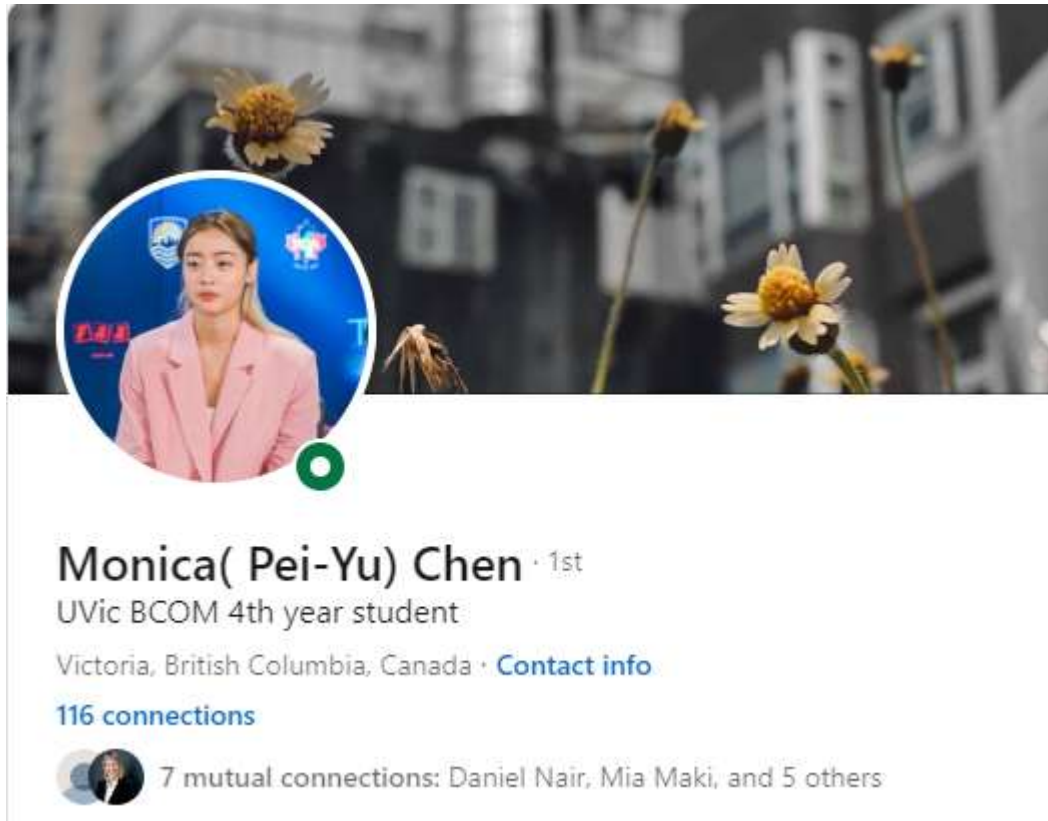 Monica( Pei-Yu) Chen · 1st
UVic BCOM 4th year student
Victoria, British Columbia, Canada · Contact info
116 connections
7 mutual connections: Daniel Nair, Mia Maki, and 5 others